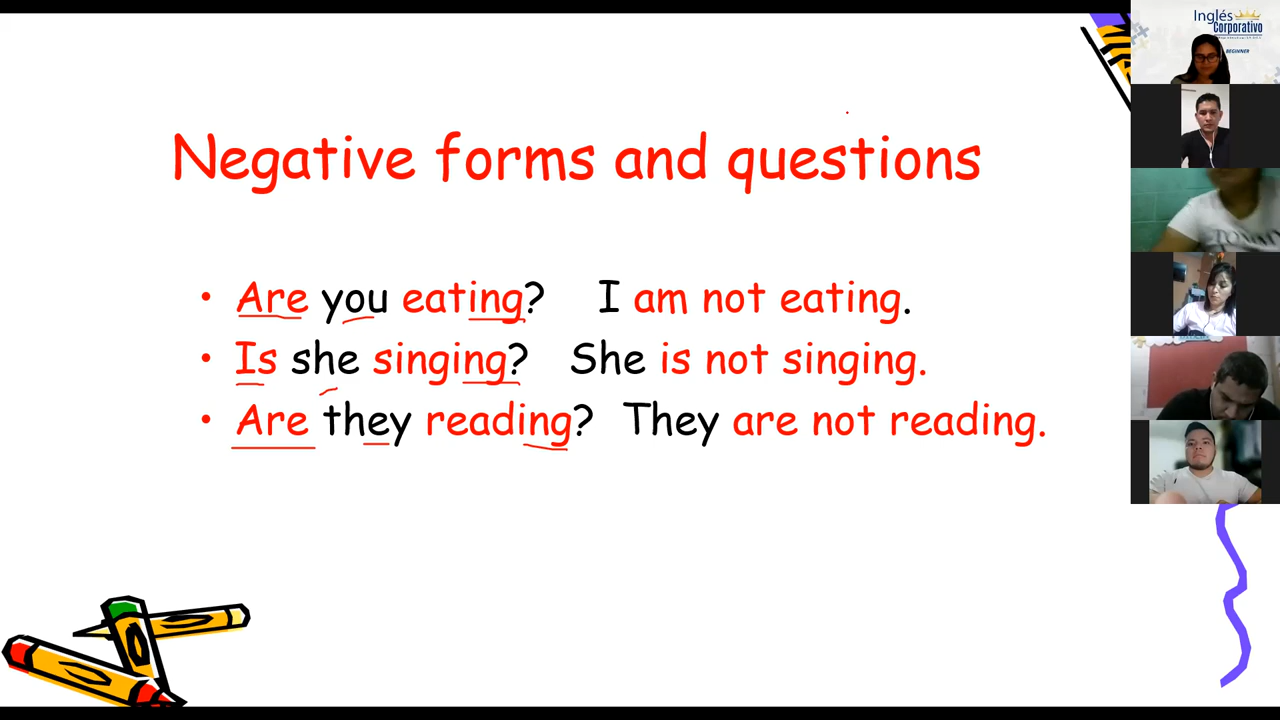 Negative forms and questions
• Are you eating? I am not eating.
• Is she singing? She is not singing.
• Are they reading? They are not reading.
Inglés
Corporativo
BEGINNER
TOMMY